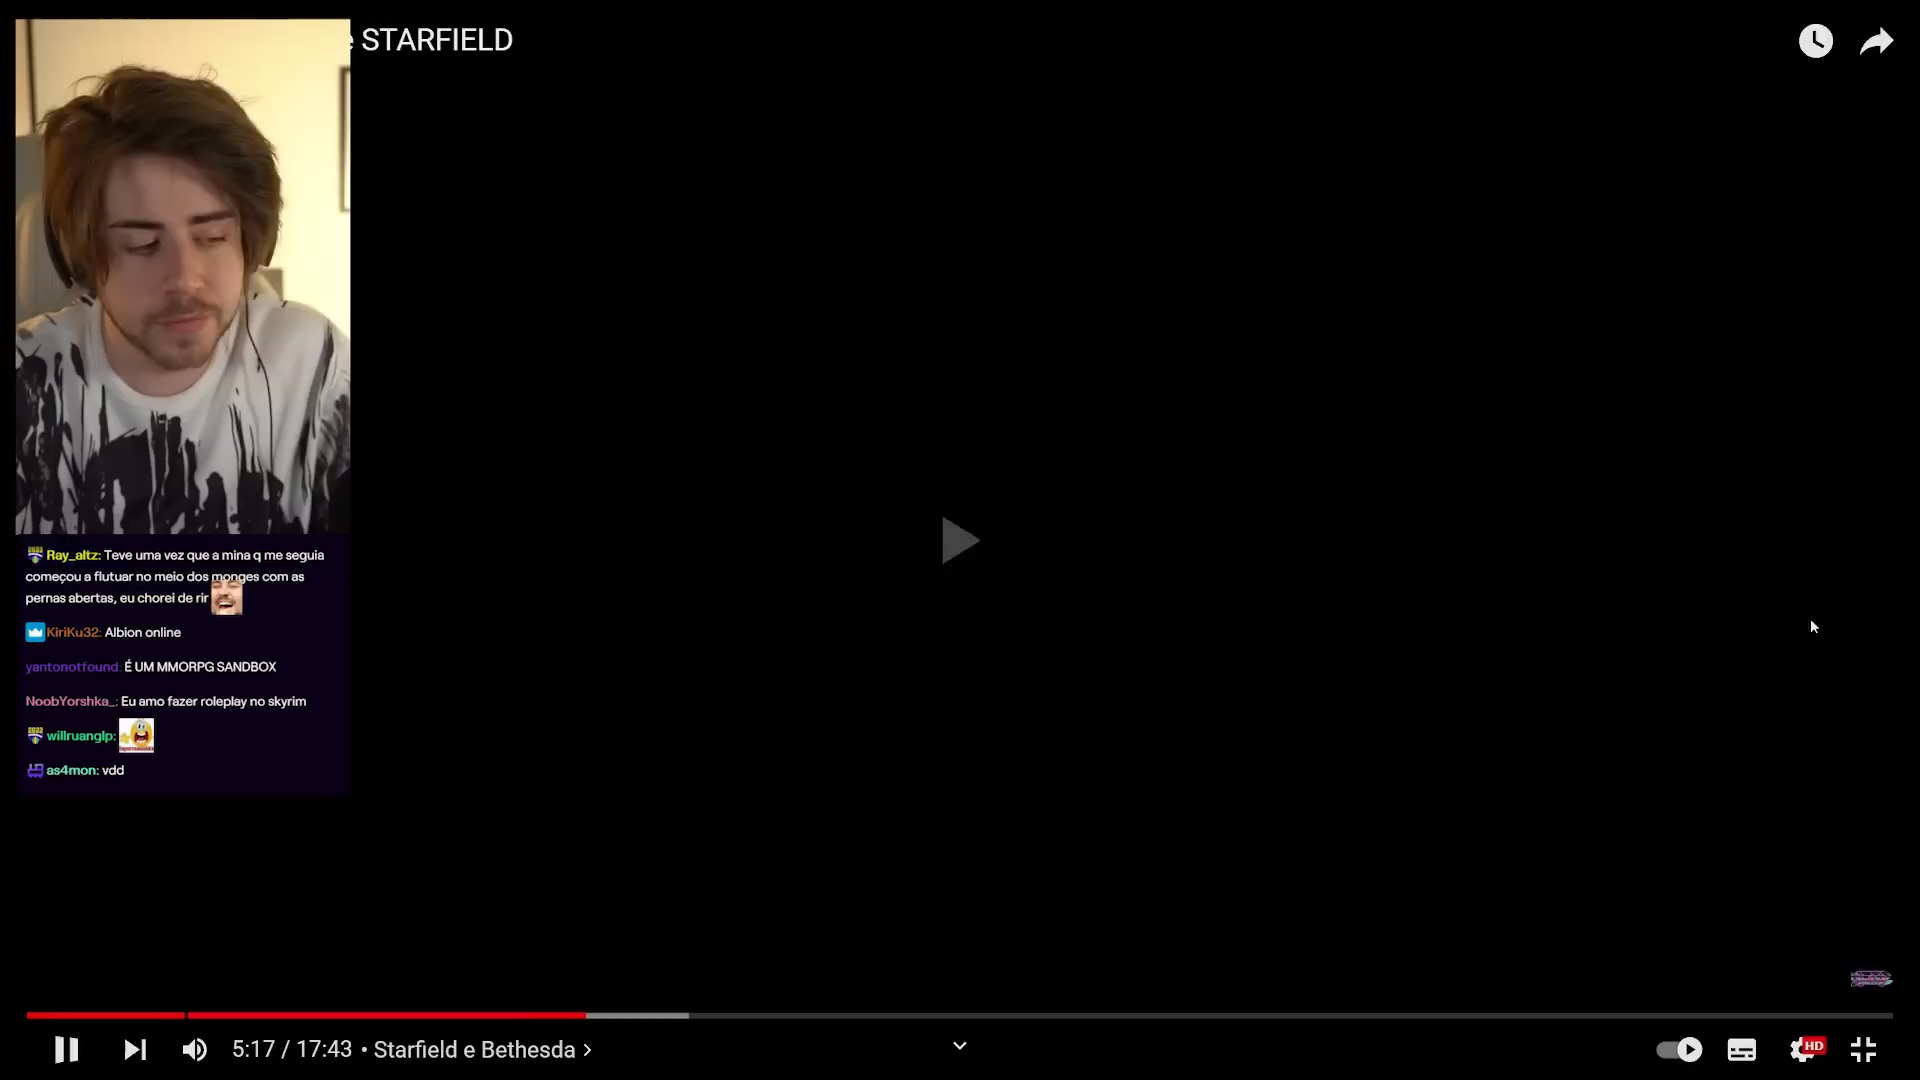 e STARFIELD
Ray_altz: Teve uma vez que a mina q me seguia
começou a flutuar no meio dos monges com as
pernas abertas, eu chorei de rir
KiriKu32: Albion online
yantonotfound: É UM MMORPG SANDBOX
NoobYorshka_: Eu amo fazer roleplay no skyrim
willruanglp:
as4mon: vdd
5:17 / 17:43 • Starfield e Bethesda ›
HD